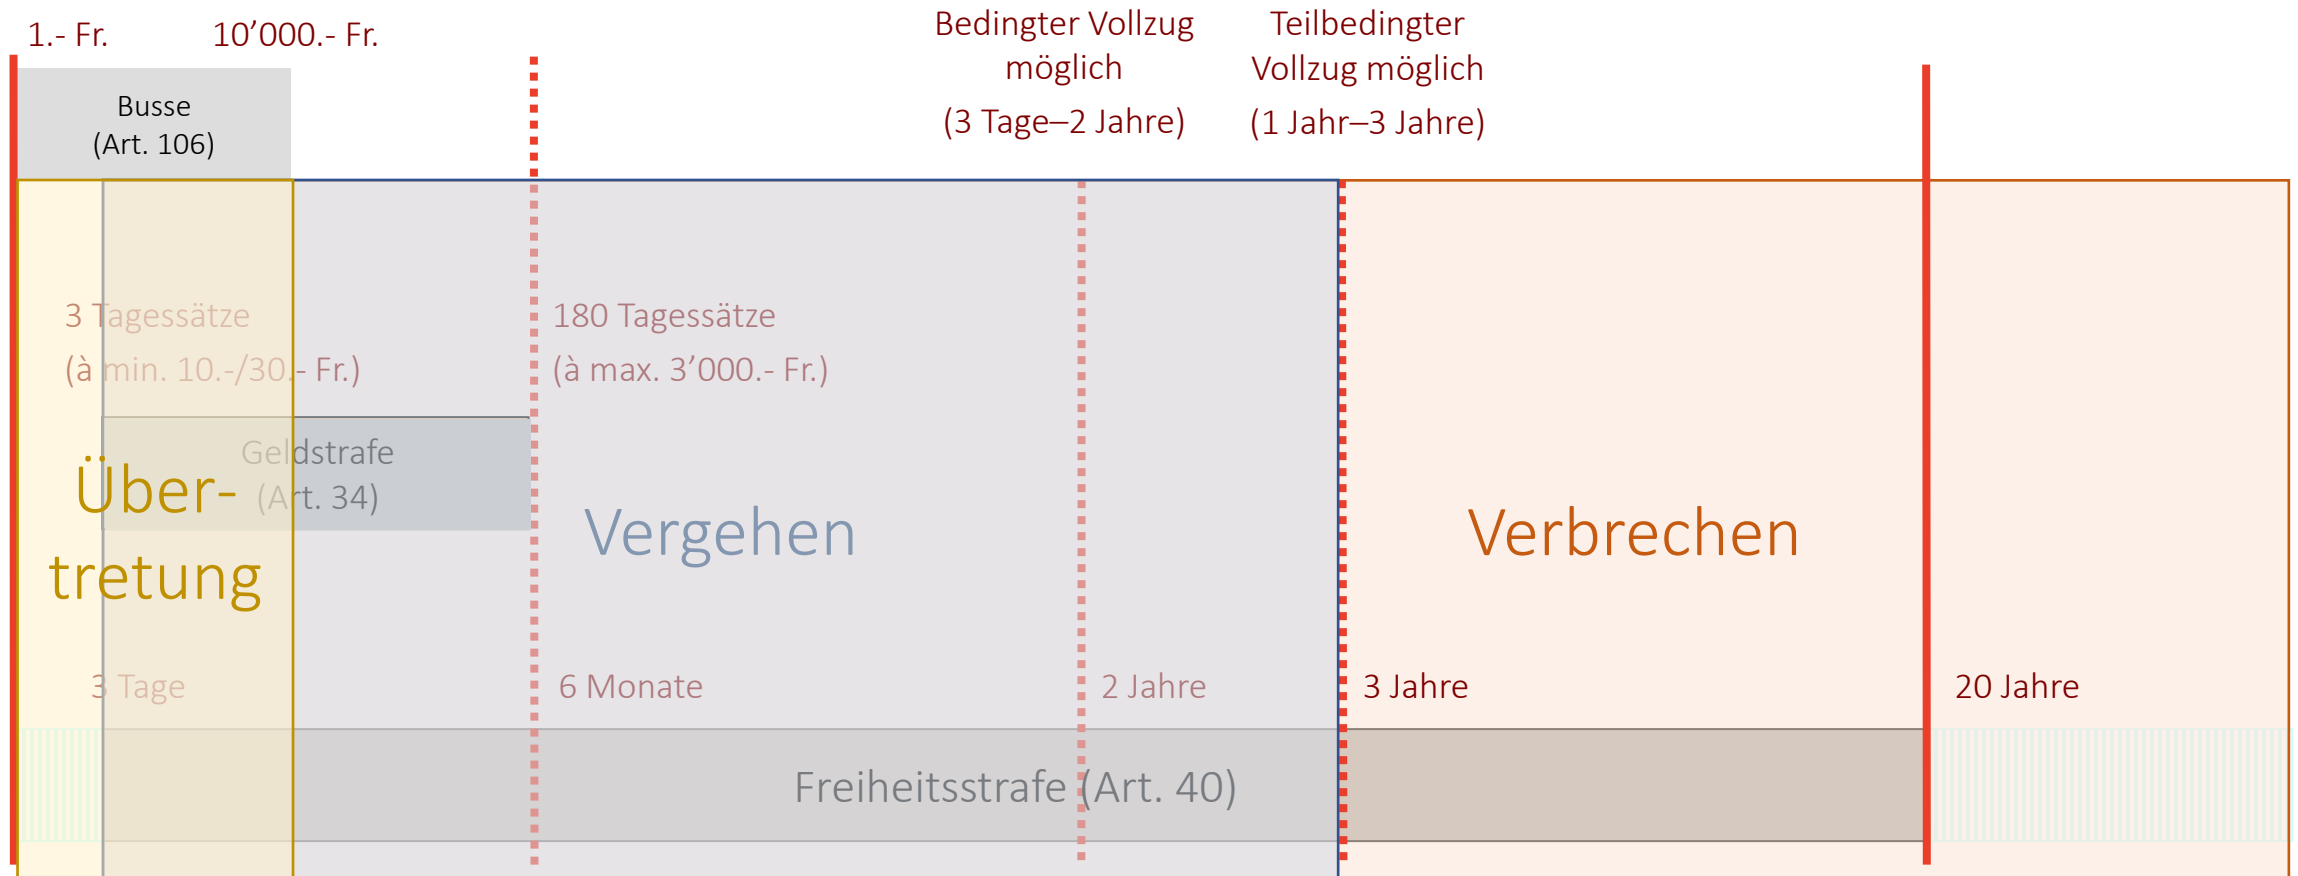 1.- Fr.
10’000.- Fr.
Bedingter Vollzug
möglich
(3 Tage–2 Jahre)
Teilbedingter
Vollzug möglich
(1 Jahr–3 Jahre)
Busse
(Art. 106)
3 Tagessätze
(à min. 10.-/30.- Fr.)
180 Tagessätze
(à max. 3’000.- Fr.)
Geldstrafe
(Art. 34)
Über-
tretung
Vergehen
Verbrechen
3 Tage
6 Monate
2 Jahre
3 Jahre
20 Jahre
Freiheitsstrafe (Art. 40)